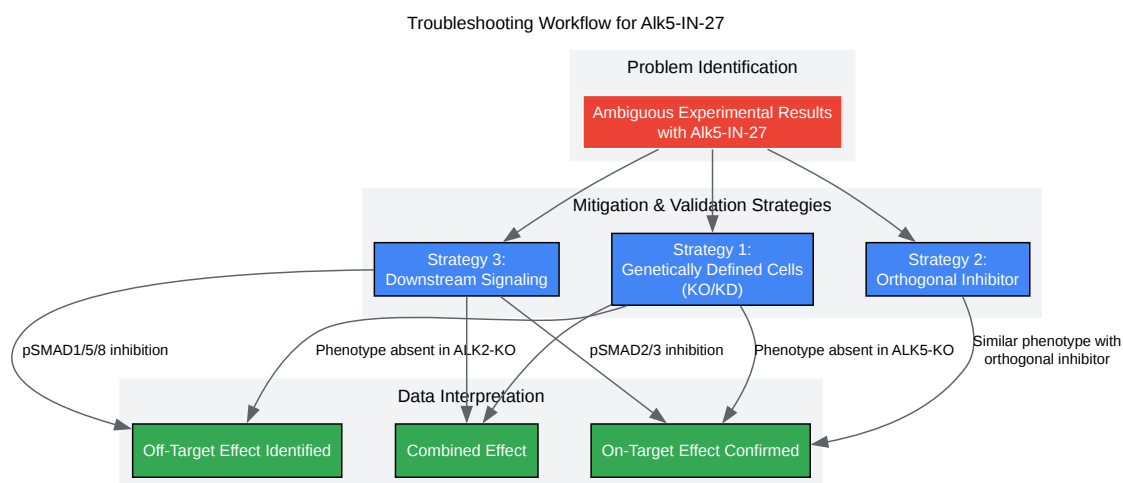 Troubleshooting Workflow for Alk5-IN-27
Problem Identification
Ambiguous Experimental Results
with Alk5-IN-27
Mitigation & Validation Strategies
Strategy 3:
Downstream Signaling
Strategy 1:
Genetically Defined Cells
(KO/KD)
Strategy 2:
Orthogonal Inhibitor
pSMAD1/5/8 inhibition
Phenotype absent in ALK2-KO
pSMAD2/3 inhibition
Phenotype absent in ALK5-KO
Similar phenotype with
orthogonal inhibitor
Data Interpretation
Off-Target Effect Identified
Combined Effect
On-Target Effect Confirmed